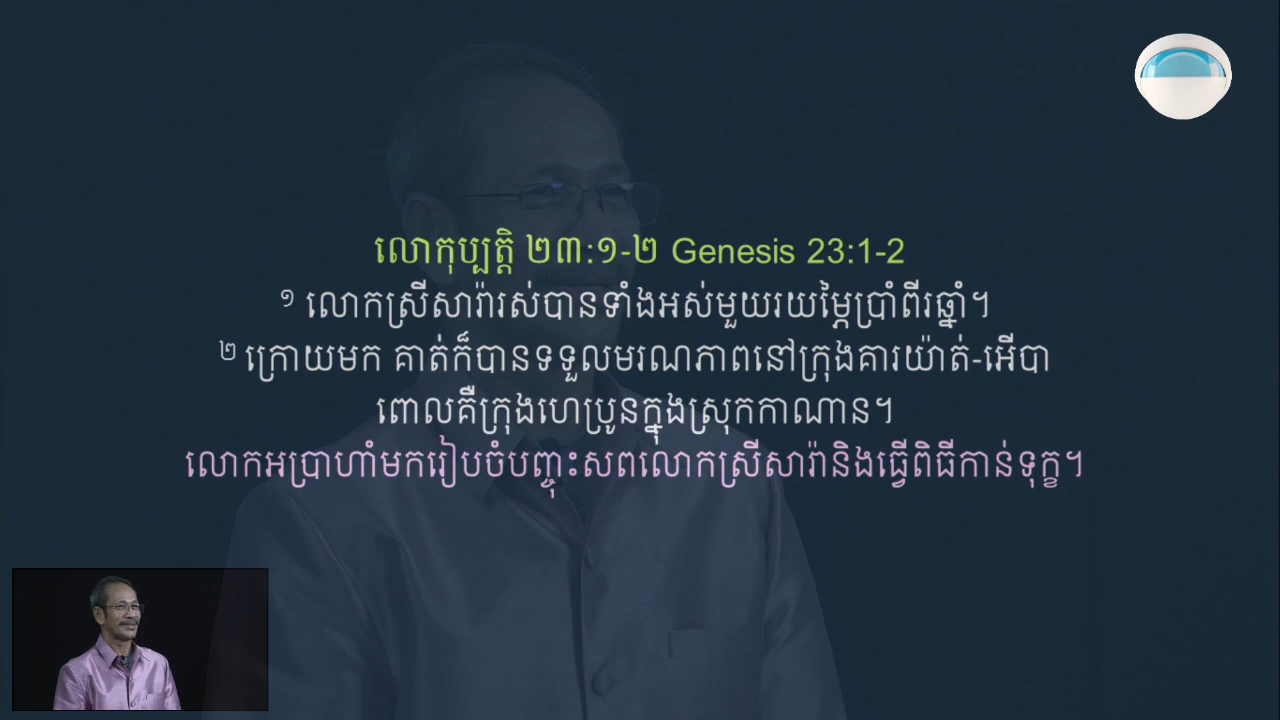 លោកុប្បត្តិ ២៣:១-២ Genesis 23:1-2
១ លោកស្រីសារ៉ារស់បានទាំងអស់មួយរយម្ភៃប្រាំពីរឆ្នាំ។
២ ក្រោយមក គាត់ក៏បានទទួលមរណភាពនៅក្រុងគារយ៉ាត់-អើបា
ពោលគឺក្រុងហេប្រូនក្នុងស្រុកកាណាន។
លោកអប្រាហាំមករៀបចំបញ្ចុះសពលោកស្រីសារ៉ានិងធ្វើពិធីកាន់ទុក្ខ។